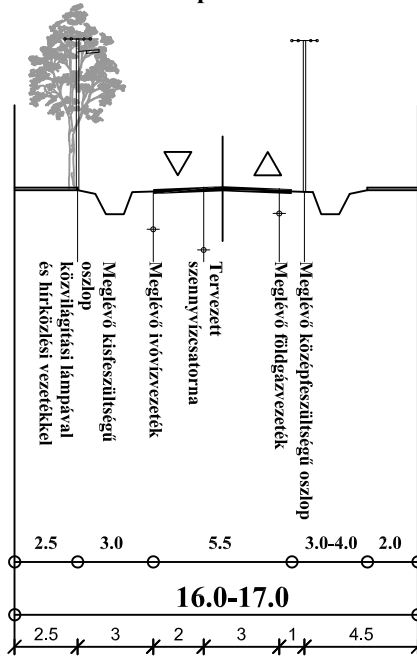 Meglévő kisfeszültségű
oszlop
közvilágítási lámpával
és hírközlési vezetékkel
Meglévő ivóvízvezeték
Tervezett
szennyvízcsatorna
Meglévő földgázvezeték
Meglévő középfeszültségű oszlop
2.5 3.0 5.5 3.0-4.0 2.0
16.0-17.0
2.5 3 2 3 1 4.5